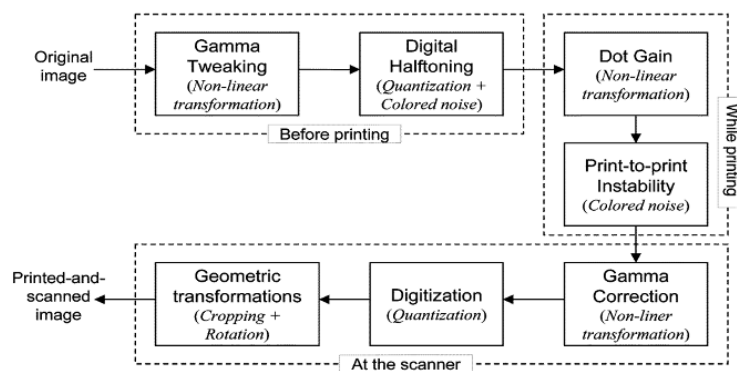 Original
image
Gamma
Tweaking
(Non-linear
transformation)
Digital
Halftoning
(Quantization +
Colored noise)
Before printing
Dot Gain
(Non-linear
transformation)
Print-to-print
Instability
(Colored noise)
While printing
Gamma
Correction
(Non-liner
transformation)
Digitization
(Quantization)
Geometric
transformations
(Cropping +
Rotation)
At the scanner
Printed-and-
scanned
image